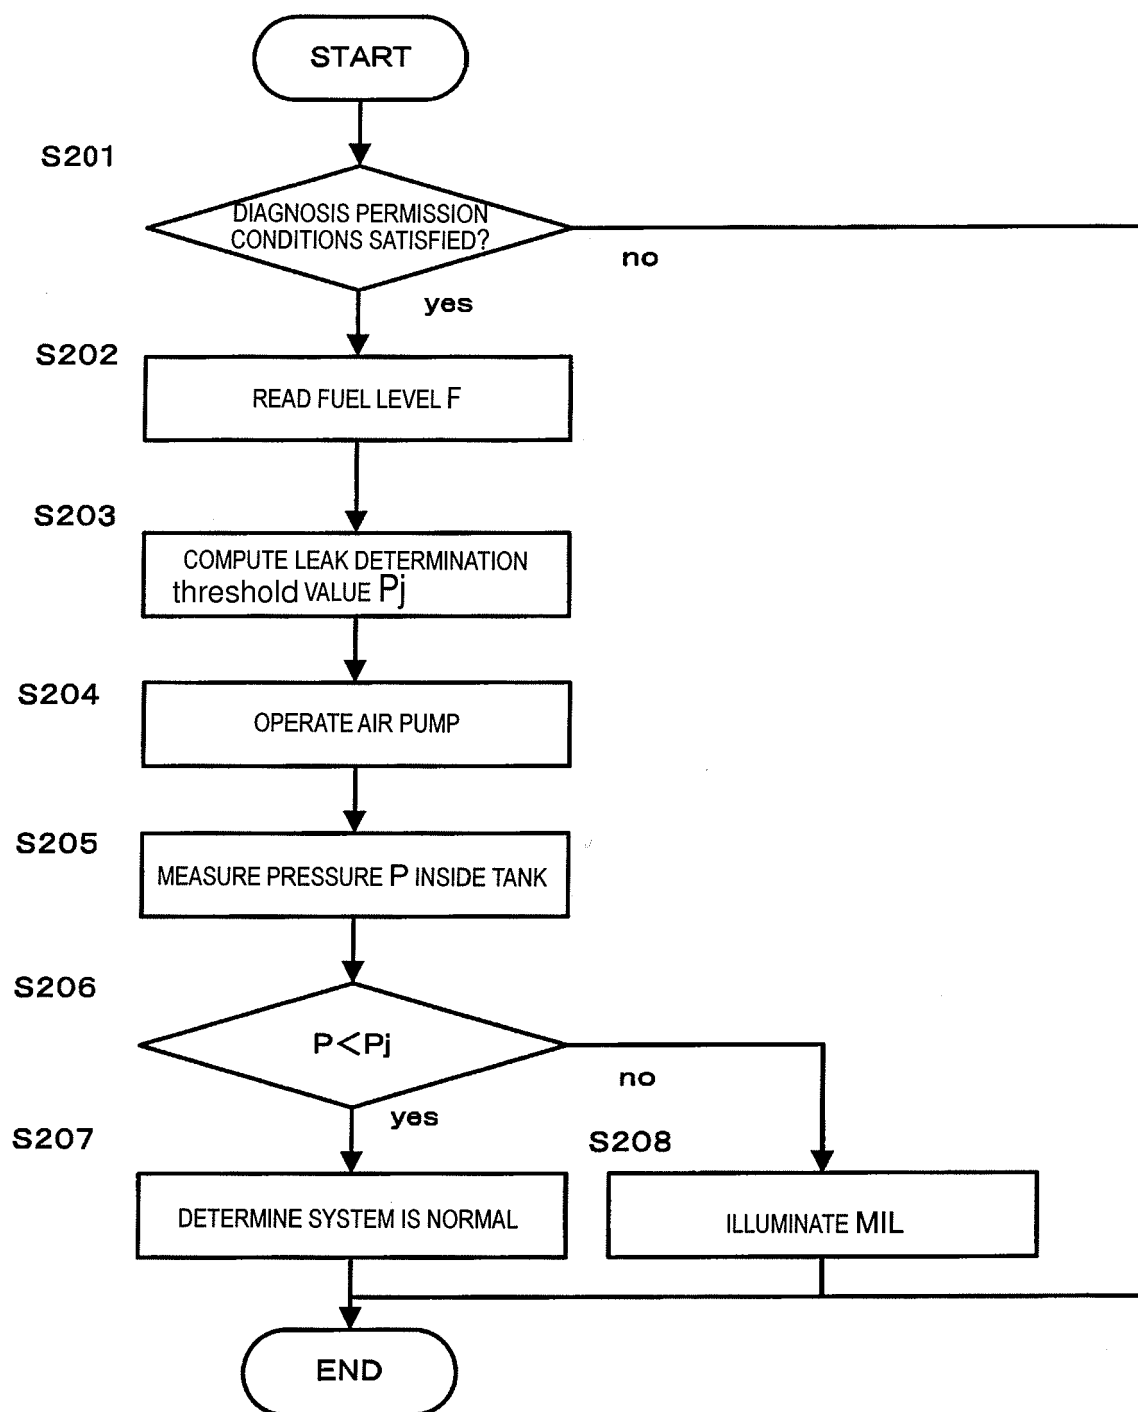 START
S201
DIAGNOSIS PERMISSION
CONDITIONS SATISFIED?
no
yes
S202
READ FUEL LEVEL F
S203
COMPUTE LEAK DETERMINATION
threshold VALUE Pj
S204
OPERATE AIR PUMP
S205
MEASURE PRESSURE P INSIDE TANK
S206
P<Pj
no
yes
S207
DETERMINE SYSTEM IS NORMAL
S208
ILLUMINATE MIL
END